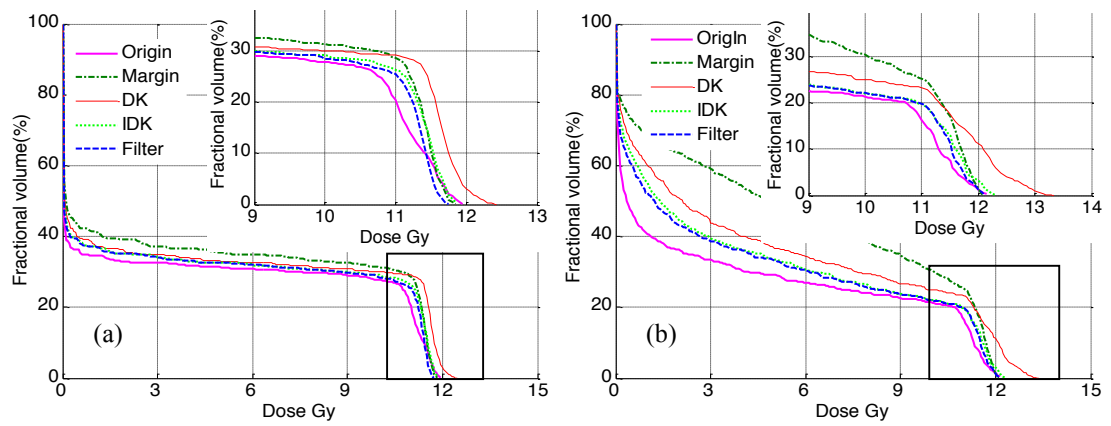 100
80
60
40
20
0
Fractional volume(%)
Origin
Margin
DK
IDK
Filter
Fractional volume(%)
30
20
10
0
9
10
11
12
13
Dose Gy
(a)
0
3
6
9
12
15
Dose Gy
100
80
60
40
20
0
Fractional volume(%)
OrigIn
Margin
DK
IDK
Filter
Fractional volume(%)
30
20
10
0
9
10
11
12
13
14
Dose Gy
(b)
0
3
6
9
12
15
Dose Gy